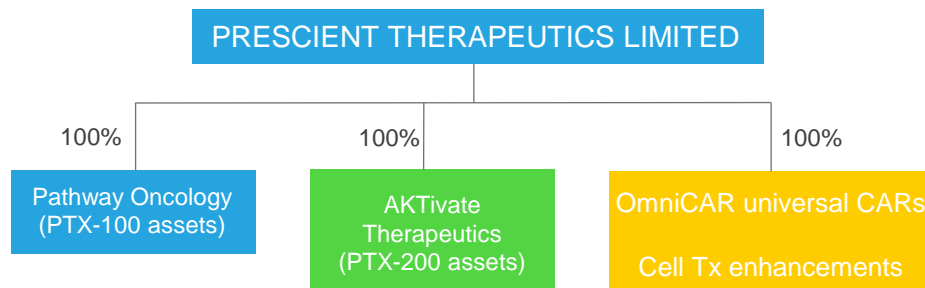 PRESCIENT THERAPEUTICS LIMITED
100%
100%
100%
Pathway Oncology
(PTX-100 assets)
AKTivate
Therapeutics
(PTX-200 assets)
OmniCAR universal CARs
Cell Tx enhancements